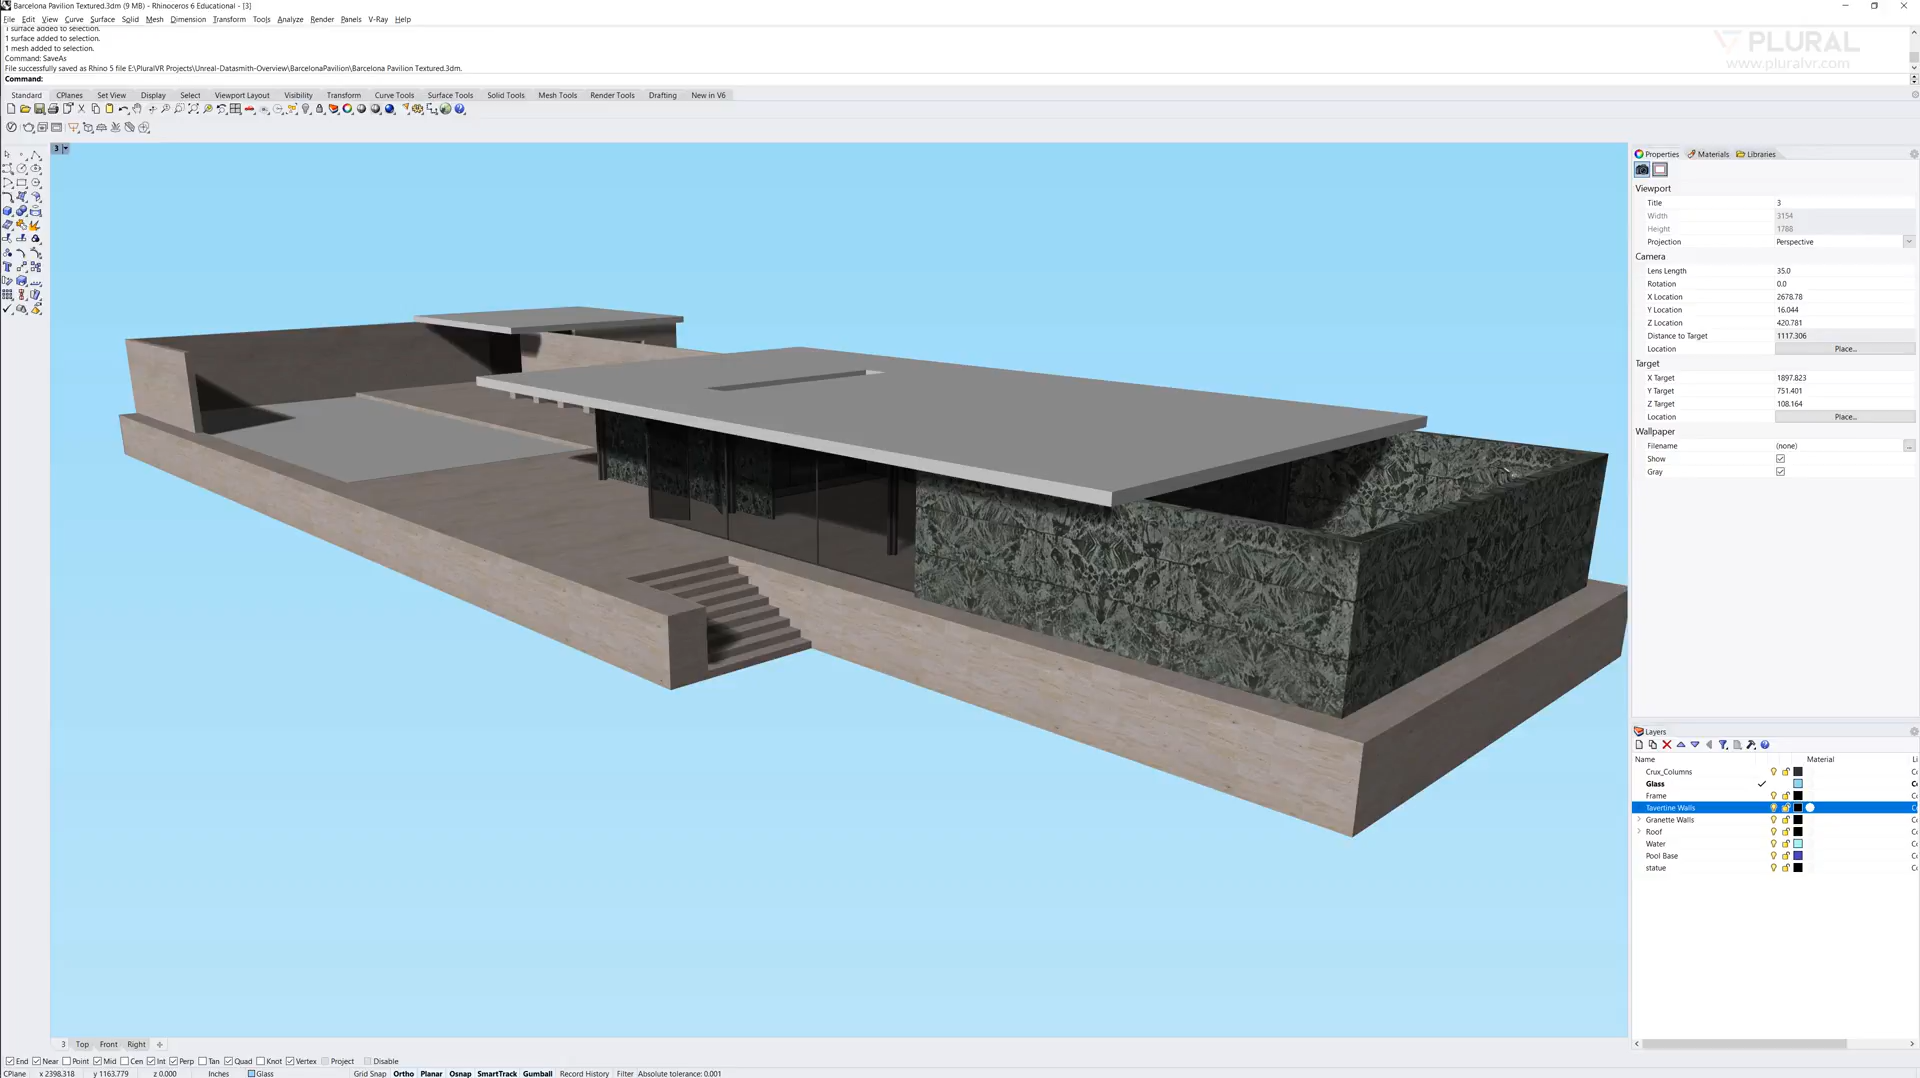 Barcelona Pavilion Textured.3dm (9 MB) - Rhinoceros 6 Educational - [3]
File Edit View Curve Surface Solid Mesh Dimension Transform Tools Analyze Render Panels V-Ray Help
1 surface added to selection.
1 surface added to selection.
1 mesh added to selection.
Command: SaveAs
File successfully saved as Rhino 5 file E:\PluralVR Projects\Unreal-Datasmith-Overview\BarcelonaPavilion\Barcelona Pavilion Textured.3dm.
Command:
PLURAL
www.pluralvr.com
Standard CPlanes Set View Display Select Viewport Layout Visibility Transform Curve Tools Surface Tools Solid Tools Mesh Tools Render Tools Drafting New in V6
3
Properties Materials Libraries
Viewport
Title 3
Width 3154
Height 1788
Projection Perspective
Camera
Lens Length 35.0
Rotation 0.0
X Location 2678.78
Y Location 16.044
Z Location 420.781
Distance to Target 1117.306
Location Place...
Target
X Target 1897.823
Y Target 751.401
Z Target 108.164
Location Place...
Wallpaper
Filename (none) ...
Show
Gray
Layers
Name Material Li
Crux_Columns
Glass
Frame
Tavertine Walls
Granette Walls
Roof
Water
Pool Base
statue
3 Top Front Right
End Near Point Mid Cen Int Perp Tan Quad Knot Vertex Project Disable
CPlane x 2398.318 y 1163.779 z 0.000 Inches Glass Grid Snap Ortho Planar Osnap SmartTrack Gumball Record History Filter Absolute tolerance: 0.001